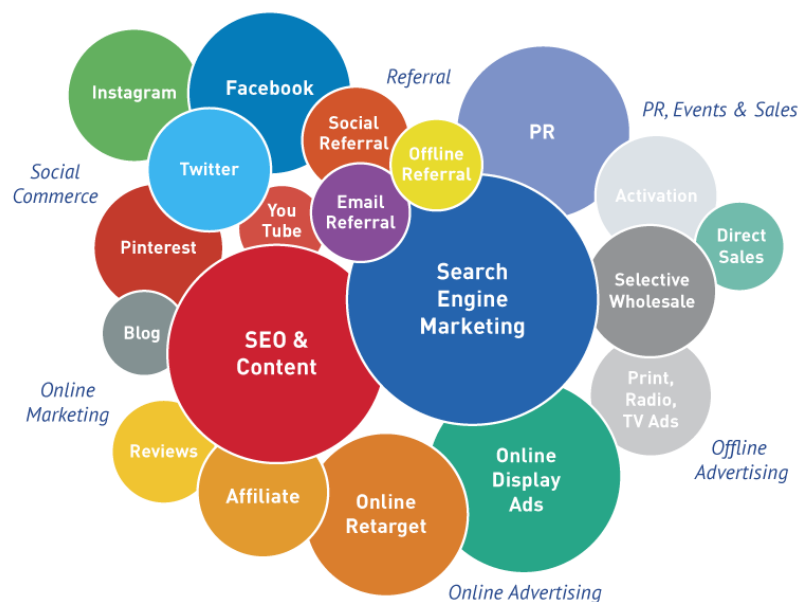 Instagram
Facebook
Referral
PR, Events & Sales
Social
Referral
PR
Offline
Referral
Twitter
Social
Commerce
Activation
You
Tube
Email
Referral
Pinterest
Direct
Sales
Search
Engine
Marketing
Selective
Wholesale
Blog
SEO &
Content
Print,
Radio,
TV Ads
Online
Marketing
Reviews
Offline
Advertising
Affiliate
Online
Retarget
Online
Display
Ads
Online Advertising